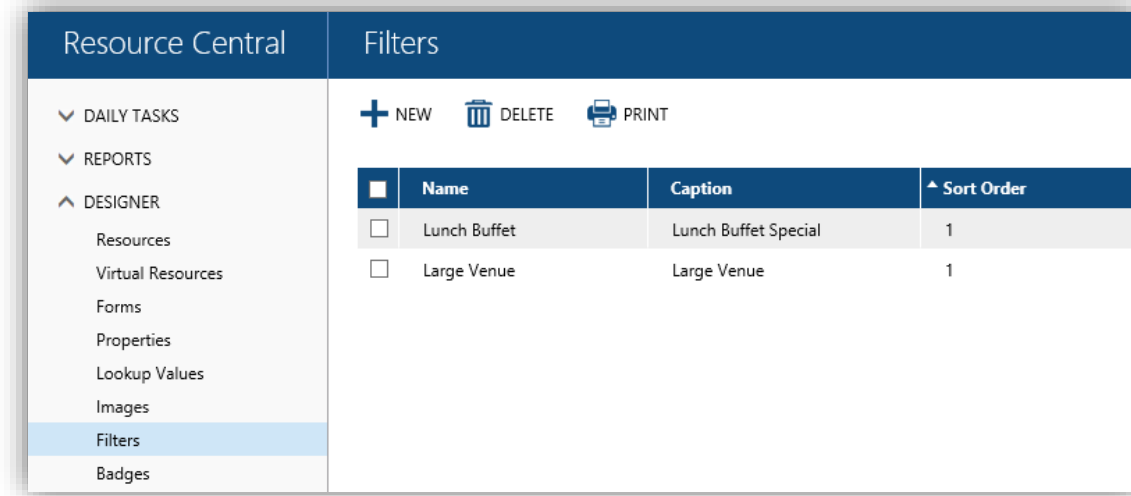 Resource Central
Filters
DAILY TASKS
REPORTS
DESIGNER
Resources
Virtual Resources
Forms
Properties
Lookup Values
Images
Filters
Badges
NEW DELETE PRINT
Name Caption Sort Order
Lunch Buffet Lunch Buffet Special 1
Large Venue Large Venue 1